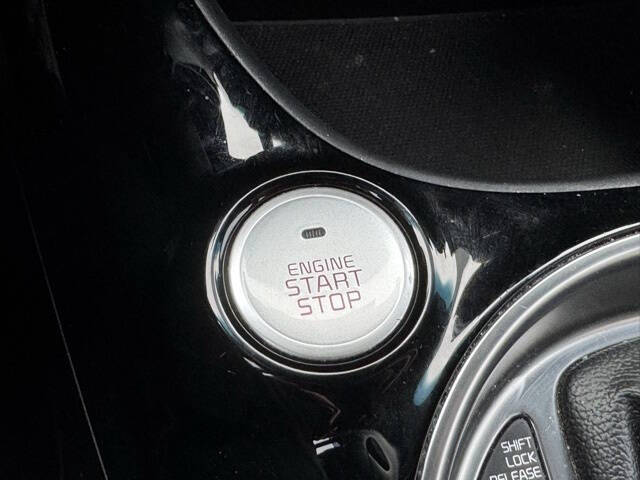 ENGINE
START
STOP
SHIFT
LOCK
RELEASE